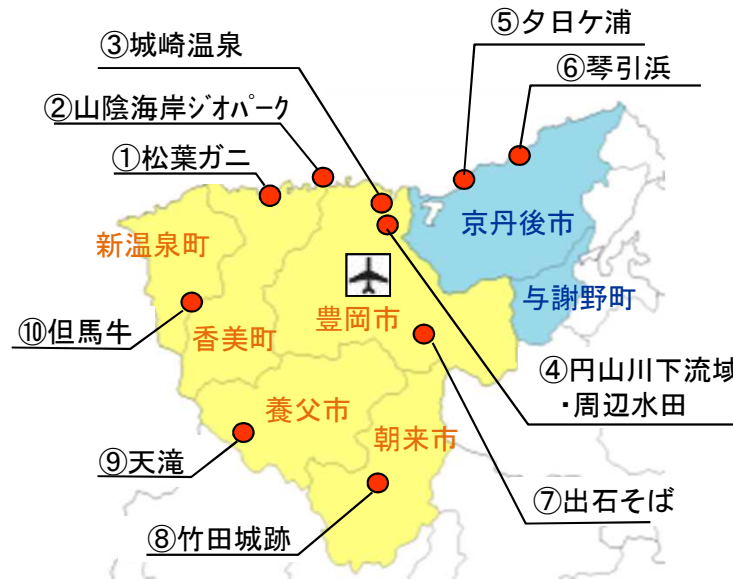 ⑤夕日ケ浦
③城崎温泉
⑥琴引浜
②山陰海岸ジオパーク
①松葉ガニ
京丹後市
新温泉町
与謝野町
豊岡市
⑩但馬牛
香美町
④円山川下流域
・周辺水田
養父市
朝来市
⑨天滝
⑦出石そば
⑧竹田城跡